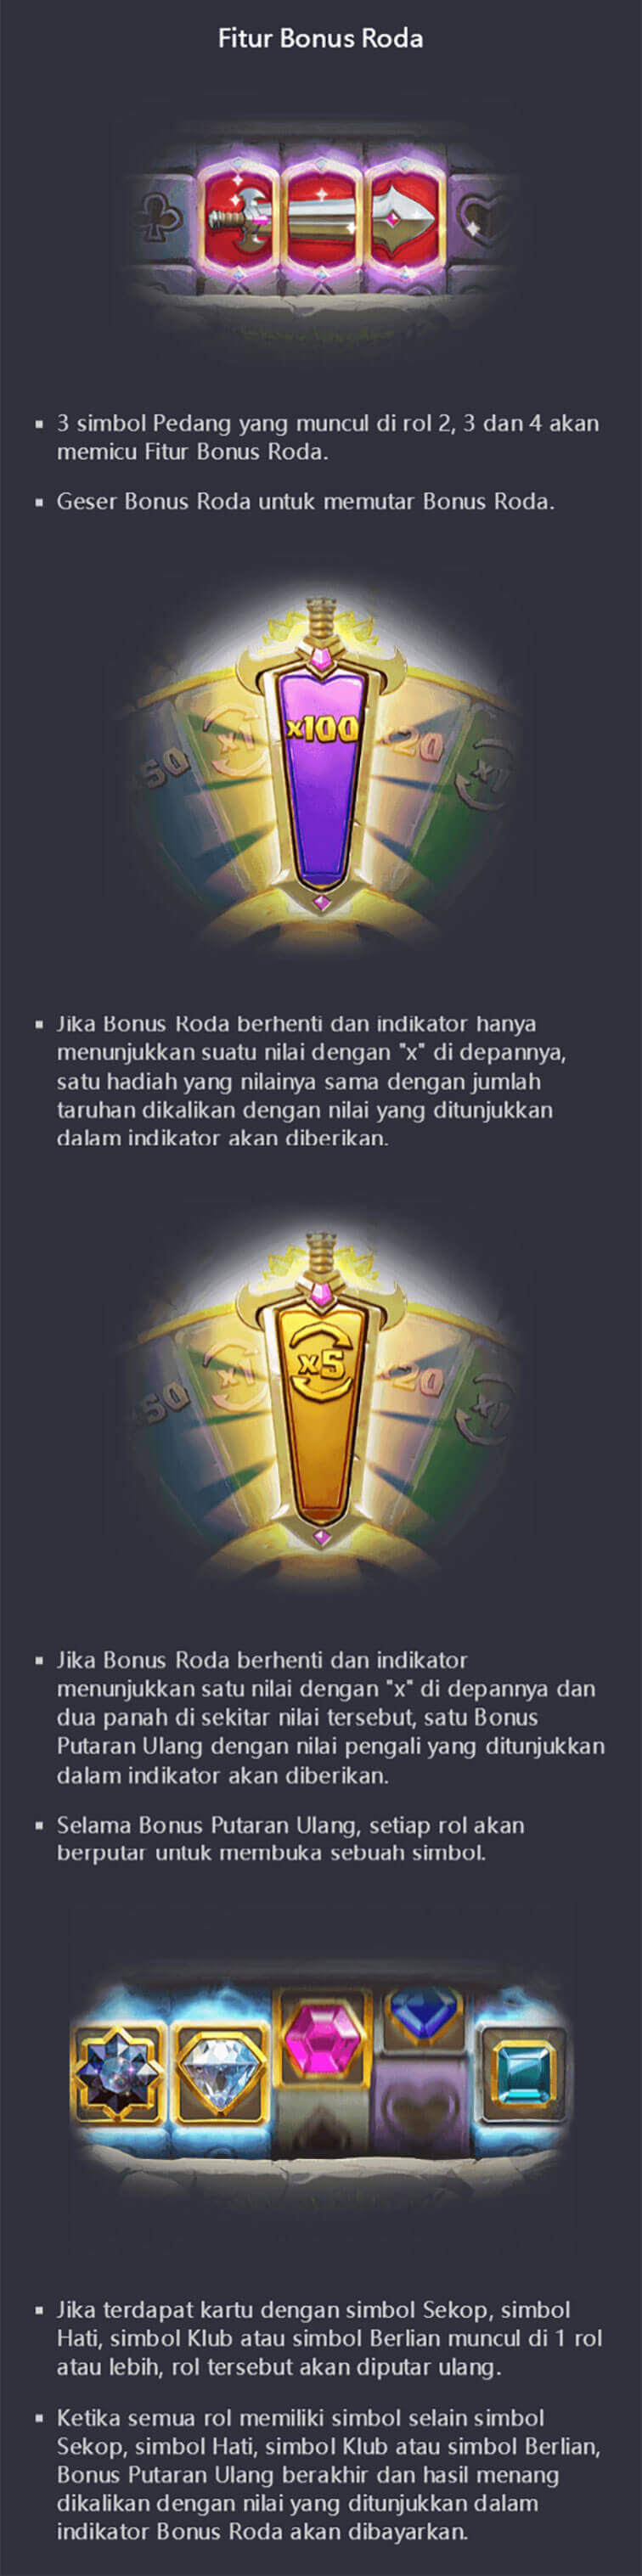 Fitur Bonus Roda
▪ 3 simbol Pedang yang muncul di rol 2, 3 dan 4 akan
memicu Fitur Bonus Roda.
▪ Geser Bonus Roda untuk memutar Bonus Roda.
50 x1 x100 x20 x1
▪ Jika Bonus Roda berhenti dan indikator hanya
menunjukkan suatu nilai dengan "x" di depannya,
satu hadiah yang nilainya sama dengan jumlah
taruhan dikalikan dengan nilai yang ditunjukkan
dalam indikator akan diberikan.
50 x1 x5 x20 x1
▪ Jika Bonus Roda berhenti dan indikator
menunjukkan satu nilai dengan "x" di depannya dan
dua panah di sekitar nilai tersebut, satu Bonus
Putaran Ulang dengan nilai pengali yang ditunjukkan
dalam indikator akan diberikan.
▪ Selama Bonus Putaran Ulang, setiap rol akan
berputar untuk membuka sebuah simbol.
▪ Jika terdapat kartu dengan simbol Sekop, simbol
Hati, simbol Klub atau simbol Berlian muncul di 1 rol
atau lebih, rol tersebut akan diputar ulang.
▪ Ketika semua rol memiliki simbol selain simbol
Sekop, simbol Hati, simbol Klub atau simbol Berlian,
Bonus Putaran Ulang berakhir dan hasil menang
dikalikan dengan nilai yang ditunjukkan dalam
indikator Bonus Roda akan dibayarkan.